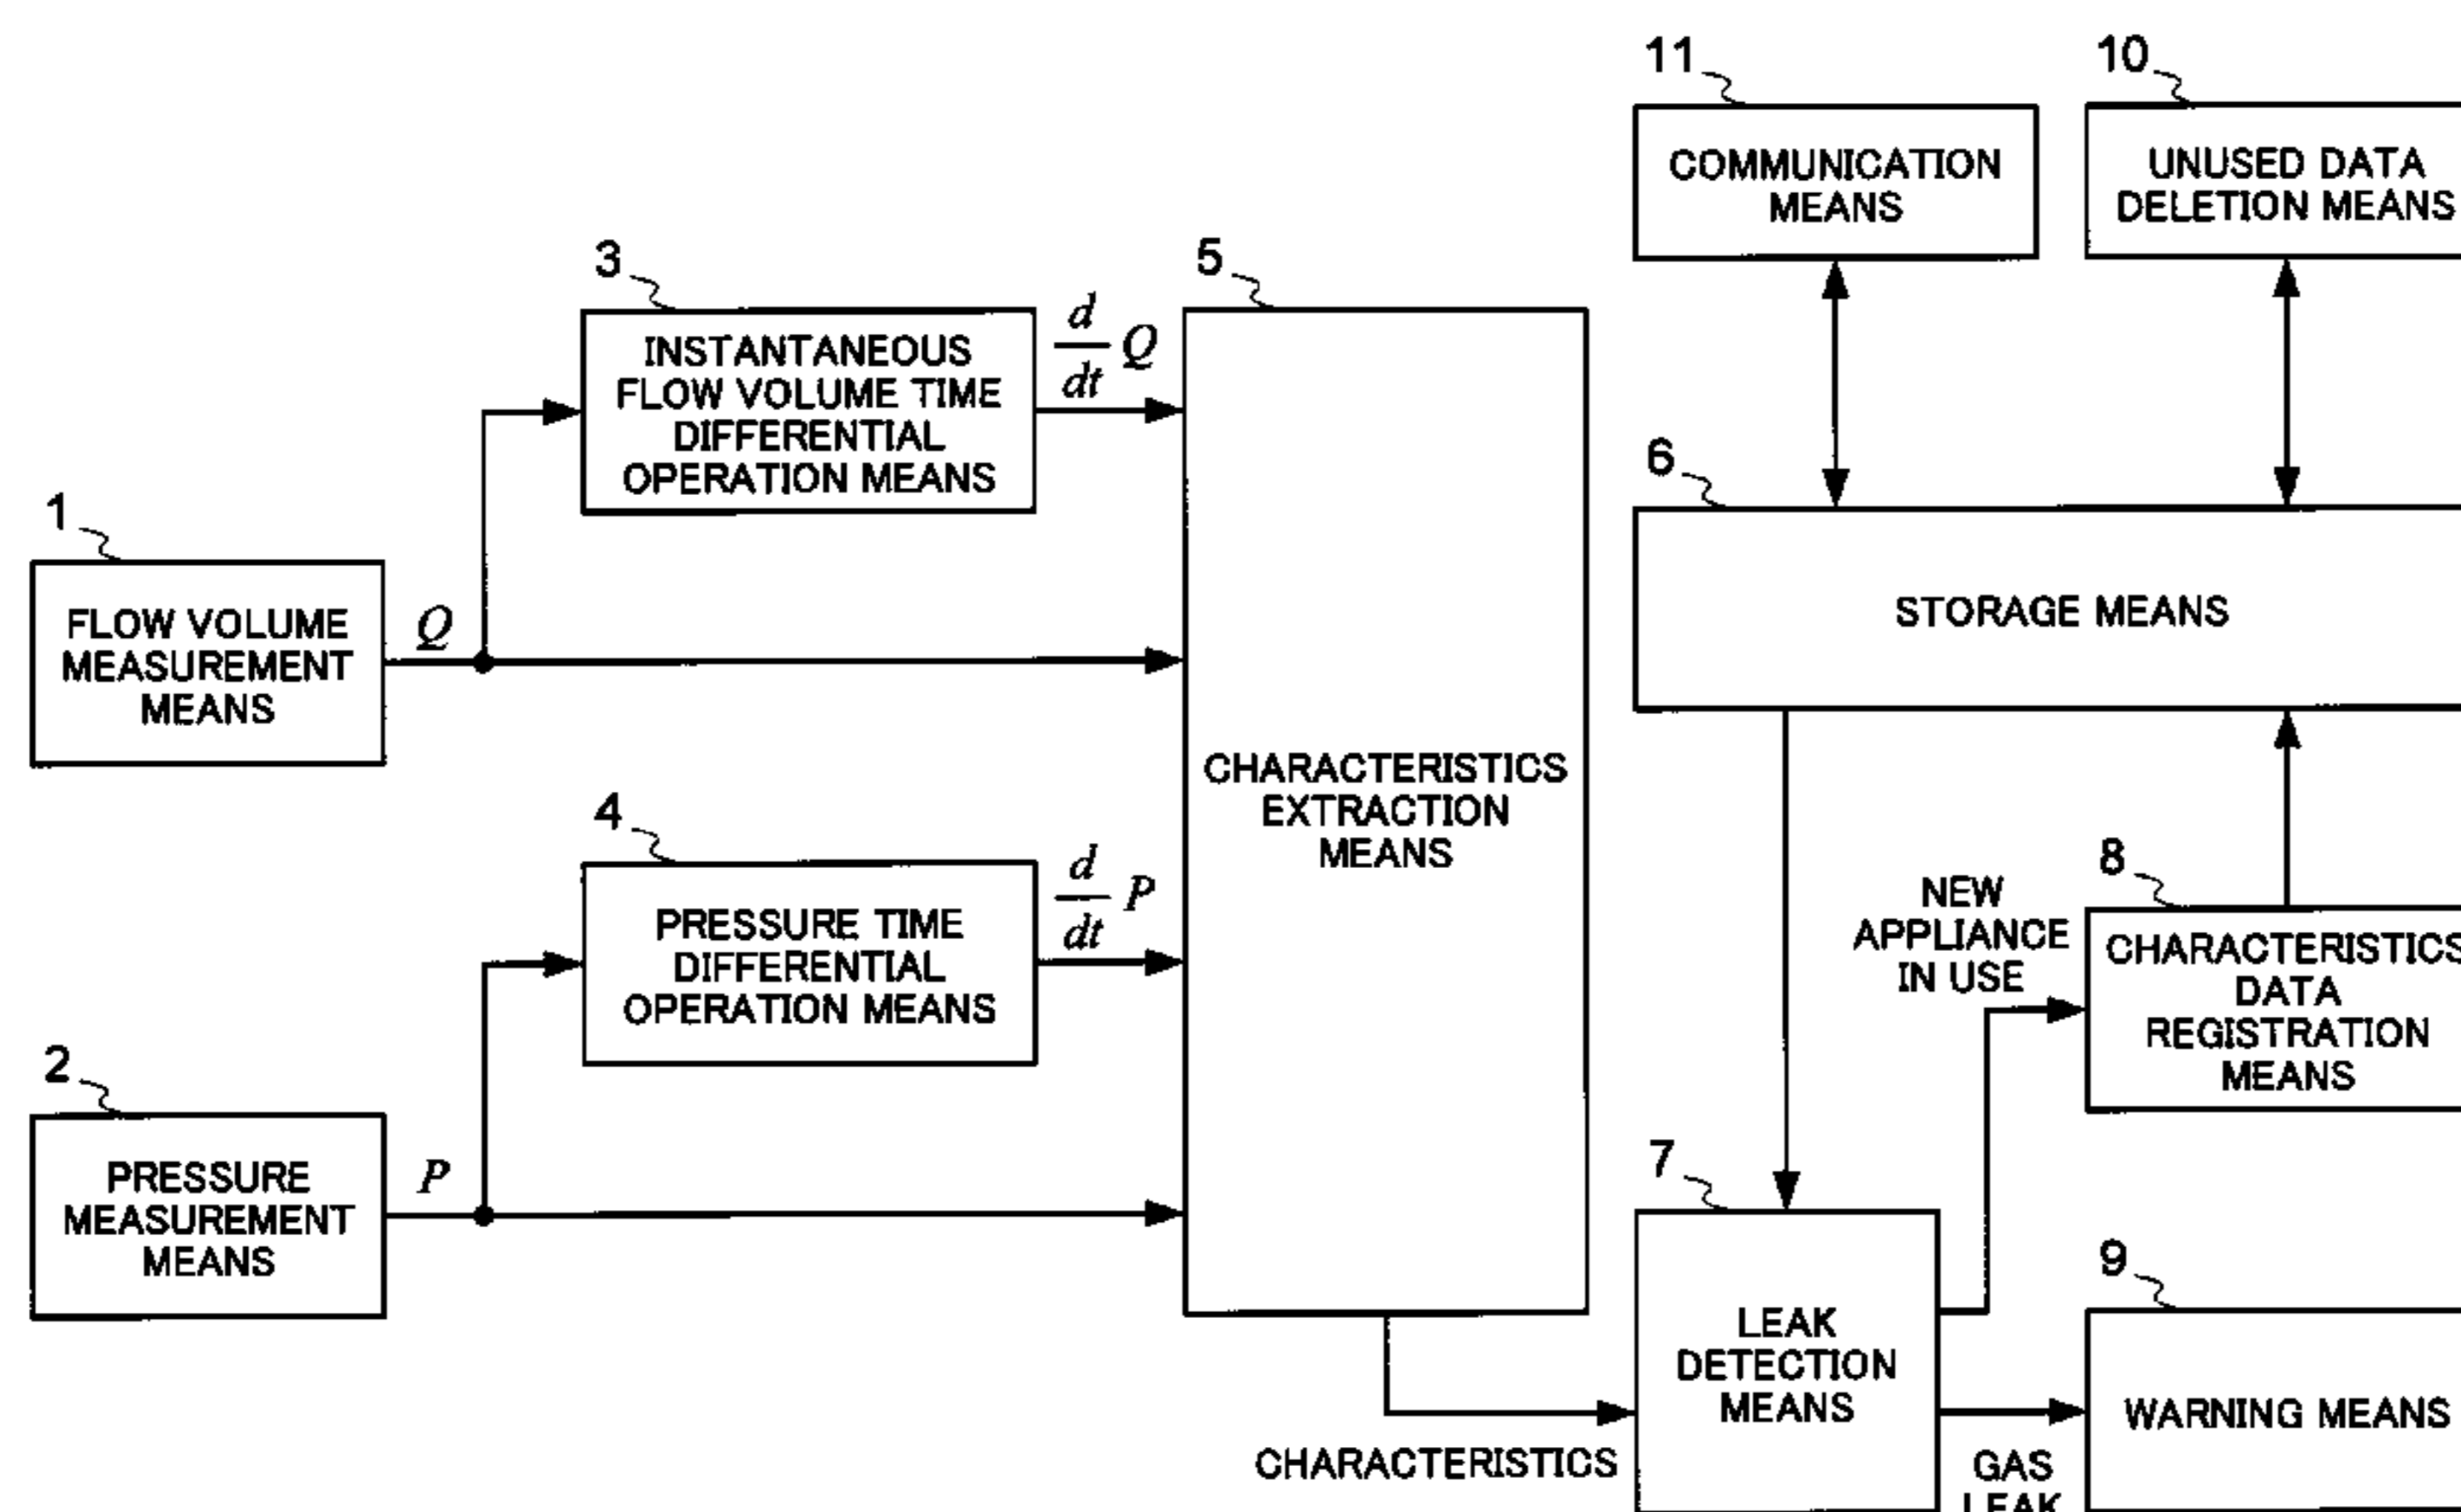 11
10
COMMUNICATION
MEANS
UNUSED DATA
DELETION MEANS
3
INSTANTANEOUS
FLOW VOLUME TIME
DIFFERENTIAL
OPERATION MEANS
d
dt
Q
5
6
STORAGE MEANS
1
FLOW VOLUME
MEASUREMENT
MEANS
Q
CHARACTERISTICS
EXTRACTION
MEANS
4
PRESSURE TIME
DIFFERENTIAL
OPERATION MEANS
d
dt
P
NEW
APPLIANCE
IN USE
8
CHARACTERISTICS
DATA
REGISTRATION
MEANS
2
PRESSURE
MEASUREMENT
MEANS
P
7
LEAK
DETECTION
MEANS
9
WARNING MEANS
CHARACTERISTICS
GAS
LEAK